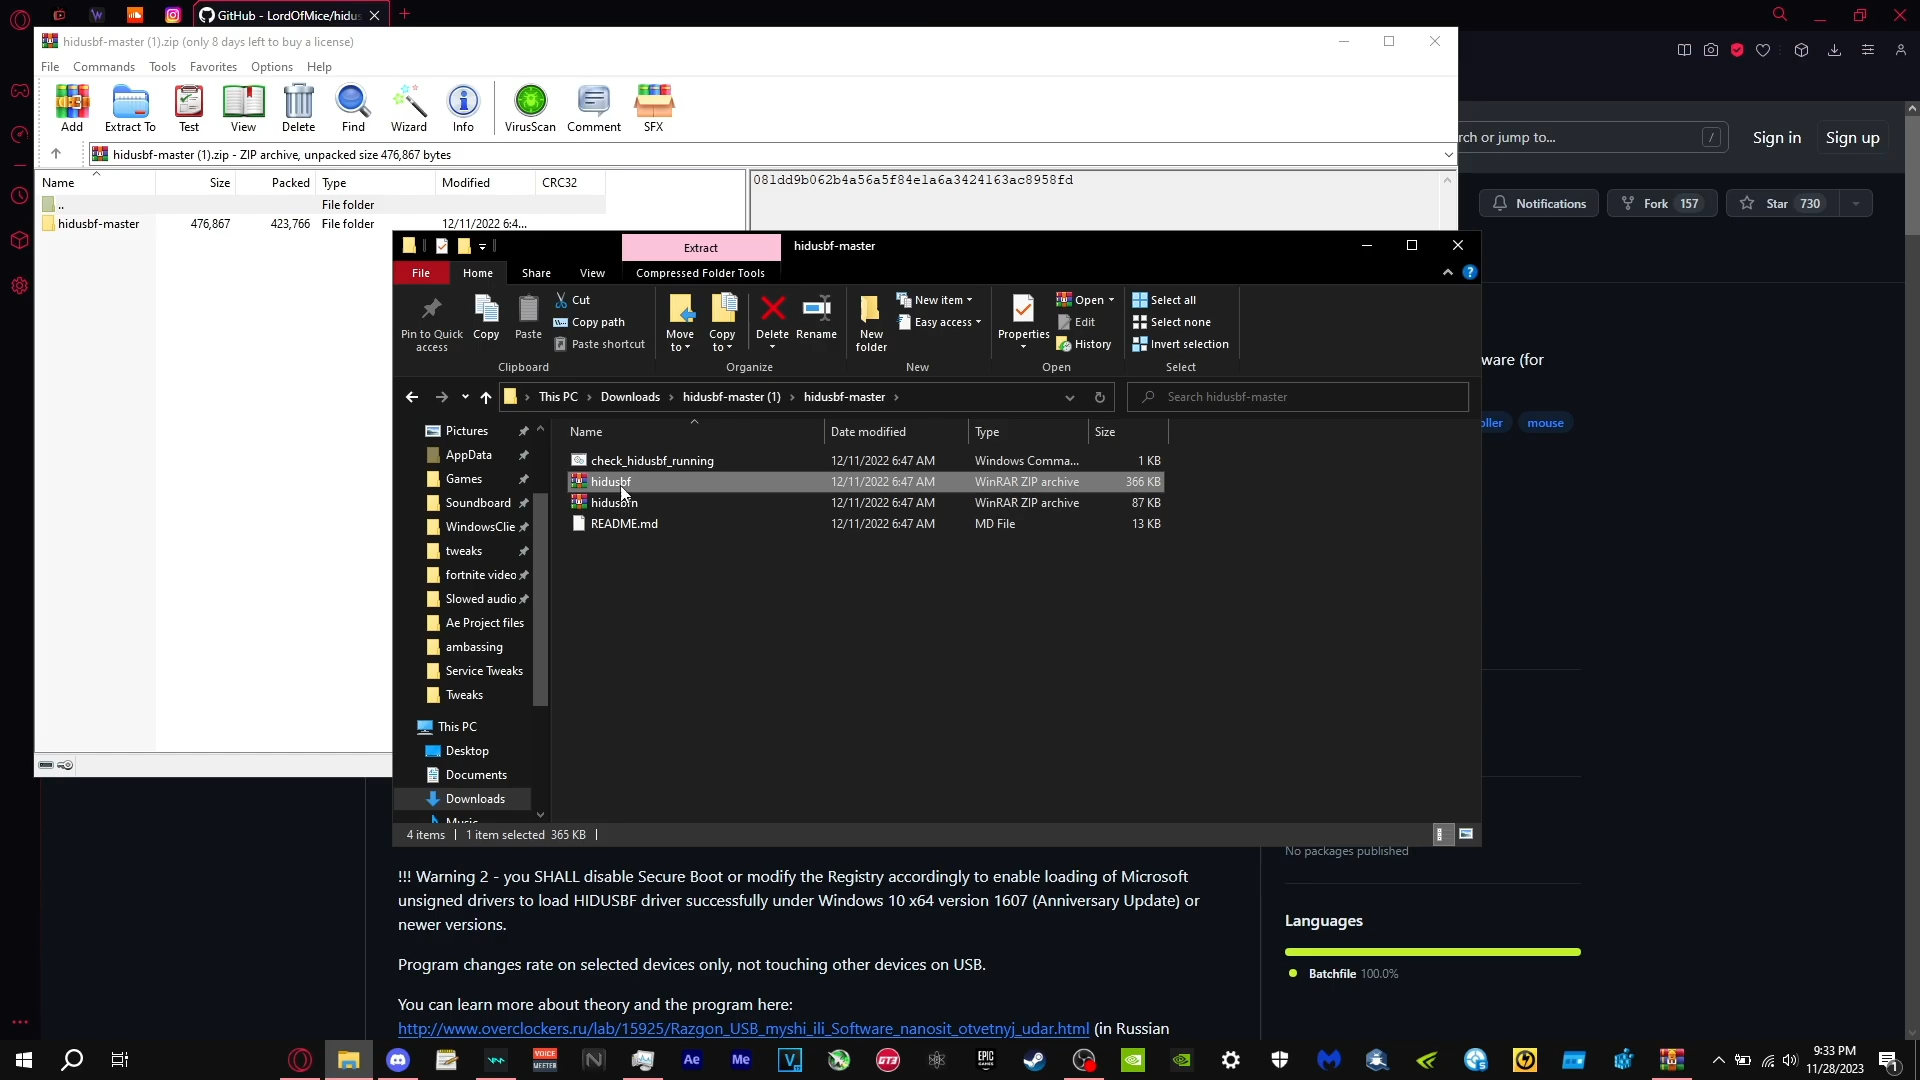 GitHub - LordOfMice/hidus
hidusbf-master (1).zip (only 8 days left to buy a license)
File Commands Tools Favorites Options Help
Add Extract To Test View Delete Find Wizard Info VirusScan Comment SFX
hidusbf-master (1).zip - ZIP archive, unpacked size 476,867 bytes
Name Size Packed Type Modified CRC32
081dd9b062b4a56a5f84e1a6a3424163ac8958fd
.. File folder
hidusbf-master 476,867 423,766 File folder 12/11/2022 6:4...
rch or jump to... / Sign in Sign up
Notifications Fork 157 Star 730
Extract hidusbf-master
File Home Share View Compressed Folder Tools
Pin to Quick access Copy Paste Cut Copy path Paste shortcut
Move to Copy to Delete Rename New folder New item Easy access
Properties Open Edit History Select all Select none Invert selection
Clipboard Organize New Open Select
ware (for
This PC Downloads hidusbf-master (1) hidusbf-master Search hidusbf-master
oller mouse
Name Date modified Type Size
check_hidusbf_running 12/11/2022 6:47 AM Windows Comma... 1 KB
hidusbf 12/11/2022 6:47 AM WinRAR ZIP archive 366 KB
hidusbfn 12/11/2022 6:47 AM WinRAR ZIP archive 87 KB
README.md 12/11/2022 6:47 AM MD File 13 KB
Pictures
AppData
Games
Soundboard
WindowsClie
tweaks
fortnite video
Slowed audio
Ae Project files
ambassing
Service Tweaks
Tweaks
This PC
Desktop
Documents
Downloads
Music
4 items 1 item selected 365 KB
No packages published
!!! Warning 2 - you SHALL disable Secure Boot or modify the Registry accordingly to enable loading of Microsoft
unsigned drivers to load HIDUSBF driver successfully under Windows 10 x64 version 1607 (Anniversary Update) or
newer versions.
Program changes rate on selected devices only, not touching other devices on USB.
You can learn more about theory and the program here:
http://www.overclockers.ru/lab/15925/Razgon_USB_myshi_ili_Software_nanosit_otvetnyj_udar.html (in Russian
Languages
Batchfile 100.0%
VOICE MEETER
Ae Me V
EPIC GAMES
9:33 PM
11/28/2023
1